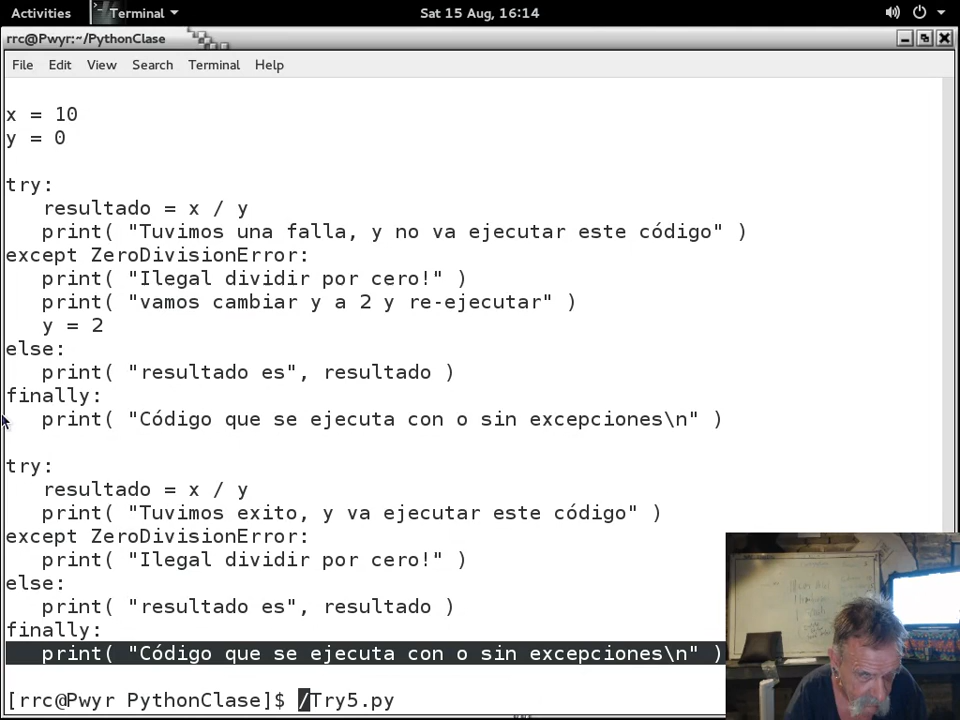 Activities Terminal Sat 15 Aug, 16:14
rrc@Pwyr:~/PythonClase
File Edit View Search Terminal Help
x = 10
y = 0
try:
resultado = x / y
print( "Tuvimos una falla, y no va ejecutar este código" )
except ZeroDivisionError:
print( "Ilegal dividir por cero!" )
print( "vamos cambiar y a 2 y re-ejecutar" )
y = 2
else:
print( "resultado es", resultado )
finally:
print( "Código que se ejecuta con o sin excepciones\n" )
try:
resultado = x / y
print( "Tuvimos exito, y va ejecutar este código" )
except ZeroDivisionError:
print( "Ilegal dividir por cero!" )
else:
print( "resultado es", resultado )
finally:
print( "Código que se ejecuta con o sin excepciones\n" )
[rrc@Pwyr PythonClase]$ /Try5.py